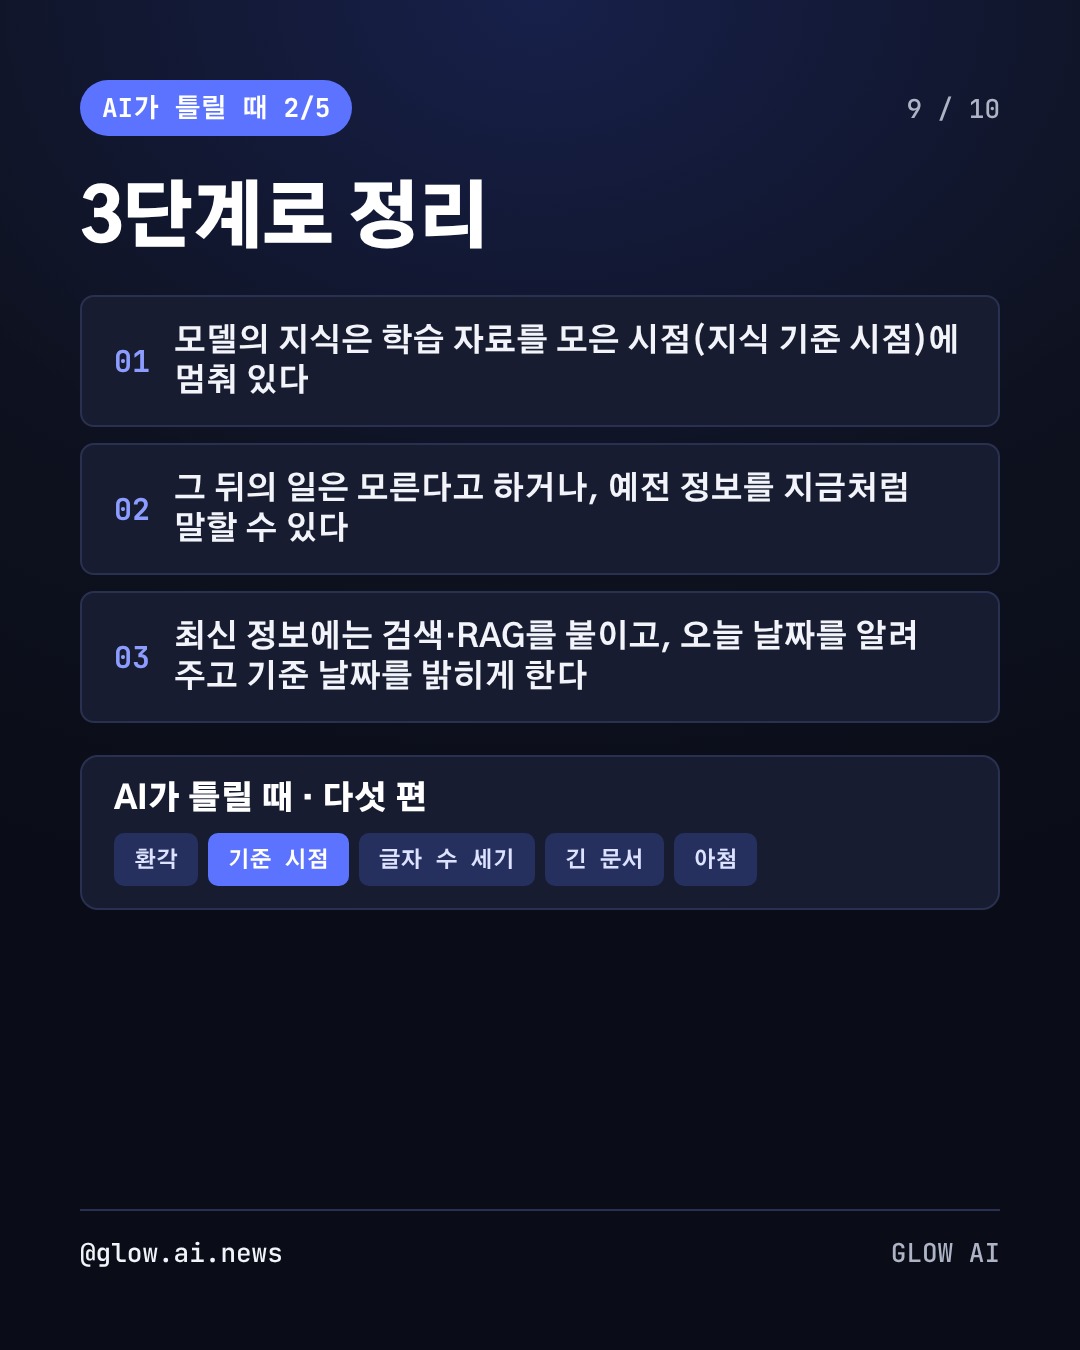 AI가 틀릴 때 2/5
9 / 10
3단계로 정리
01
모델의 지식은 학습 자료를 모은 시점(지식 기준 시점)에
멈춰 있다
02
그 뒤의 일은 모른다고 하거나, 예전 정보를 지금처럼
말할 수 있다
03
최신 정보에는 검색·RAG를 붙이고, 오늘 날짜를 알려
주고 기준 날짜를 밝히게 한다
AI가 틀릴 때 · 다섯 편
환각 기준 시점 글자 수 세기 긴 문서 아첨
@glow.ai.news
GLOW AI